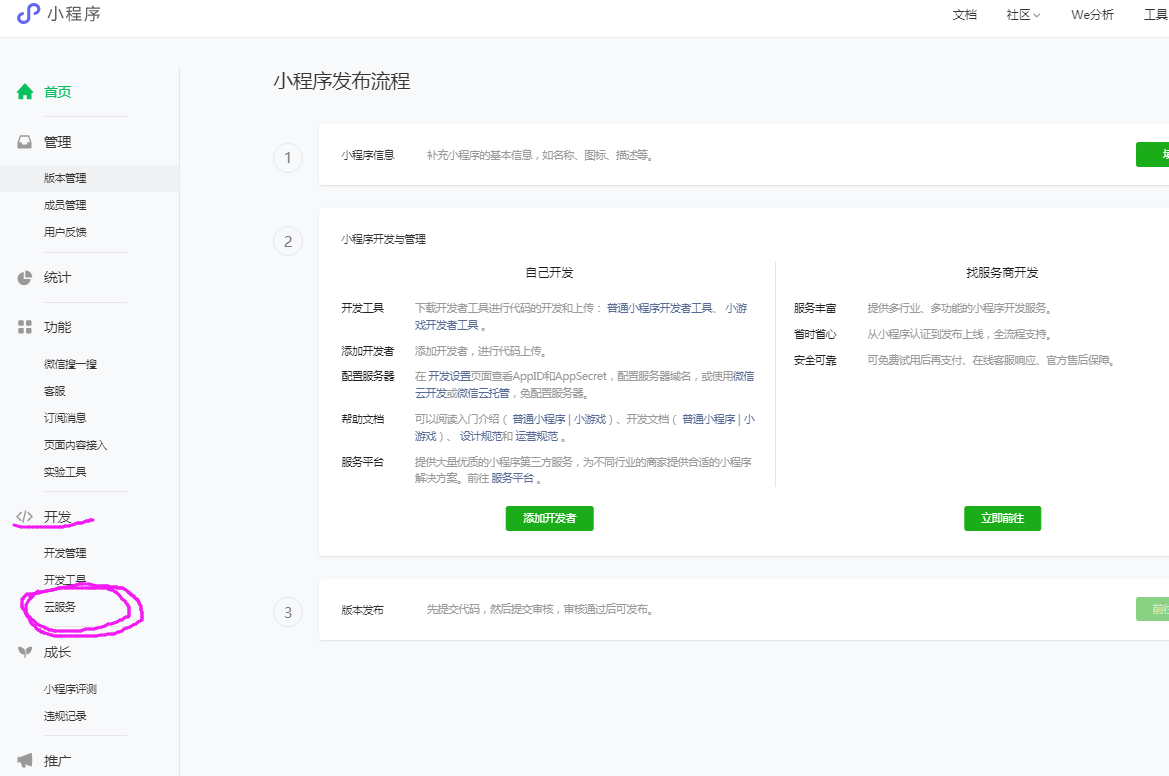 小程序
文档 社区 We分析 工具
首页
管理
版本管理
成员管理
用户反馈
统计
功能
微信搜一搜
客服
订阅消息
页面内容接入
实验工具
开发
开发管理
开发工具
云服务
成长
小程序评测
违规记录
推广
小程序发布流程
1
小程序信息 补充小程序的基本信息，如名称、图标、描述等。
2
小程序开发与管理
自己开发
开发工具 下载开发者工具进行代码的开发和上传： 普通小程序开发者工具、 小游
戏开发者工具 。
添加开发者 添加开发者，进行代码上传。
配置服务器 在 开发设置页面查看AppID和AppSecret，配置服务器域名，或使用微信
云开发或微信云托管，免配置服务器。
帮助文档 可以阅读入门介绍（ 普通小程序 | 小游戏）、开发文档（ 普通小程序 | 小
游戏）、 设计规范和 运营规范 。
服务平台 提供大量优质的小程序第三方服务，为不同行业的商家提供合适的小程序
解决方案。前往 服务平台 。
添加开发者
找服务商开发
服务丰富 提供多行业、多功能的小程序开发服务。
省时省心 从小程序认证到发布上线，全流程支持。
安全可靠 可免费试用后再支付、在线客服响应、官方售后保障。
立即前往
3
版本发布 先提交代码，然后提交审核，审核通过后可发布。
前往